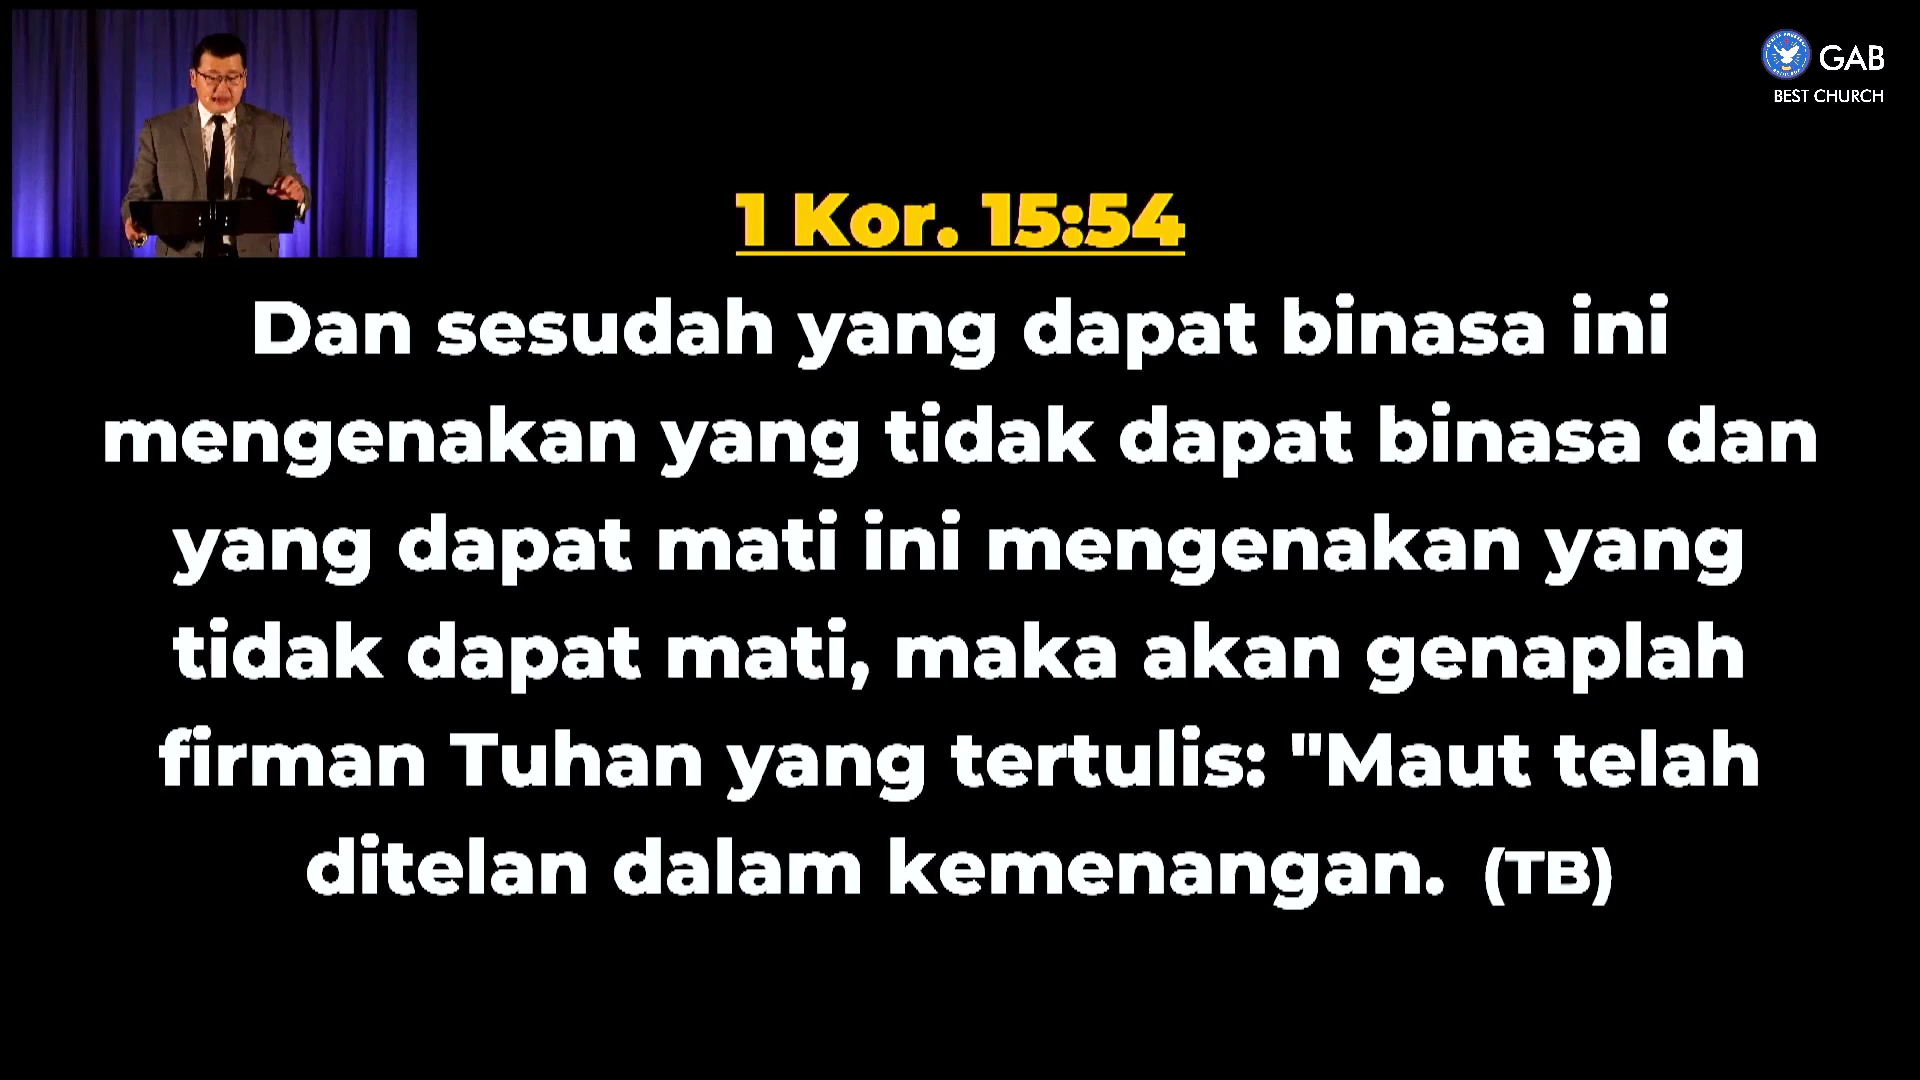 GAB
BEST CHURCH
1 Kor. 15:54
Dan sesudah yang dapat binasa ini
mengenakan yang tidak dapat binasa dan
yang dapat mati ini mengenakan yang
tidak dapat mati, maka akan genaplah
firman Tuhan yang tertulis: "Maut telah
ditelan dalam kemenangan. (TB)